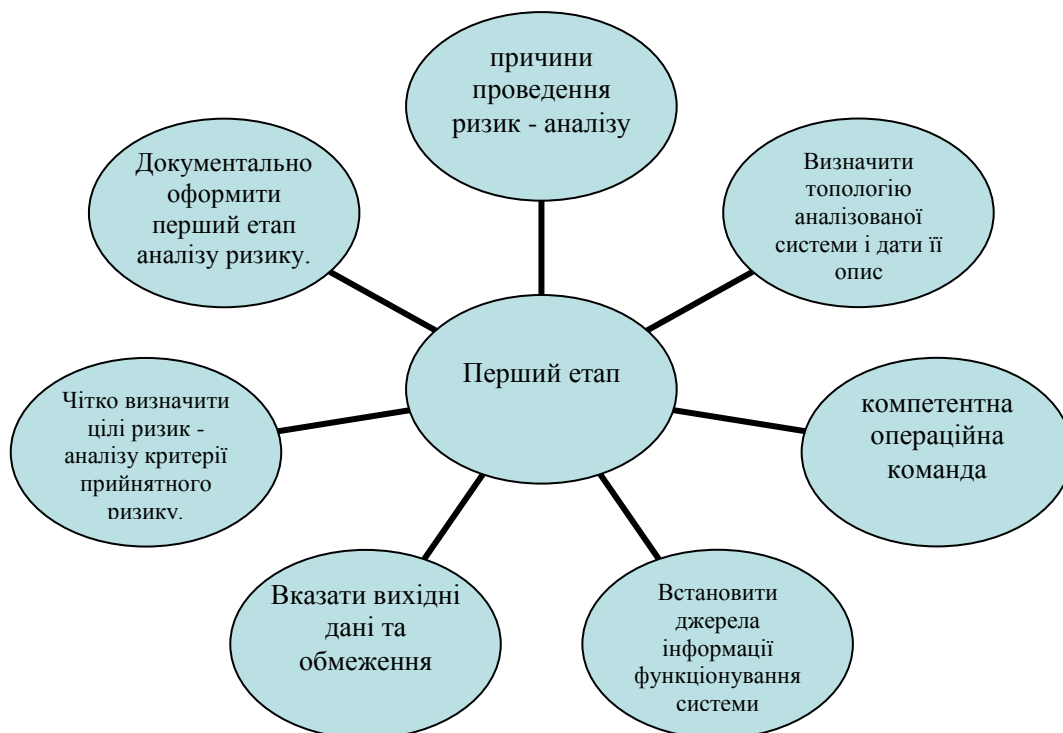 причини
проведення
ризик - аналізу
Визначити
топологію
аналізованої
системи і дати її
опис
компетентна
операційна
команда
Встановити
джерела
інформації
функціонування
системи
Вказати вихідні
дані та
обмеження
Чітко визначити
цілі ризик -
аналізу критерії
прийнятного
ризику.
Документально
оформити
перший етап
аналізу ризику.
Перший етап